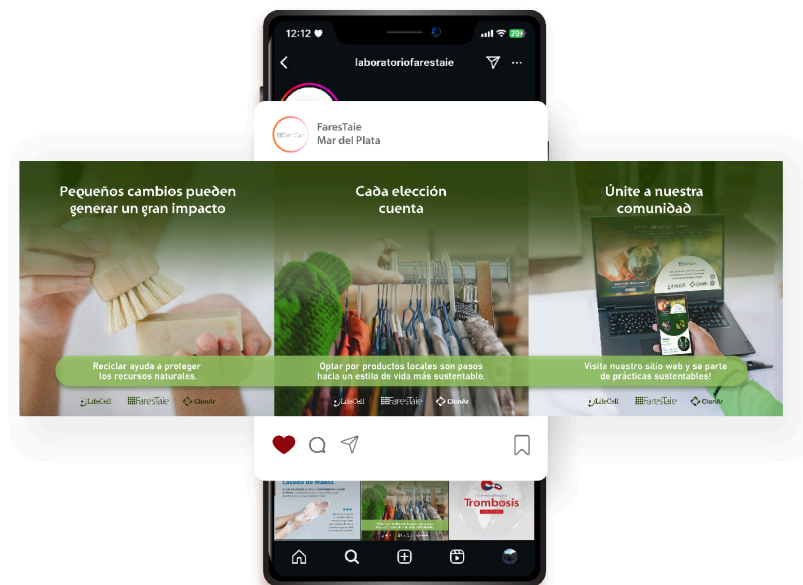 12:12
79
laboratoriofarestaie
FaresTaie
Mar del Plata
Pequeños cambios pueden
generar un gran impacto
Reciclar ayuda a proteger
los recursos naturales.
LifeCell FaresTaie ClonAr
Cada elección
cuenta
Optar por productos locales son pasos
hacia un estilo de vida más sustentable.
LifeCell FaresTaie ClonAr
Únite a nuestra
comunidad
Visita nuestro sitio web y se parte
de prácticas sustentables!
LifeCell FaresTaie ClonAr
Lavado de Manos
Trombosis